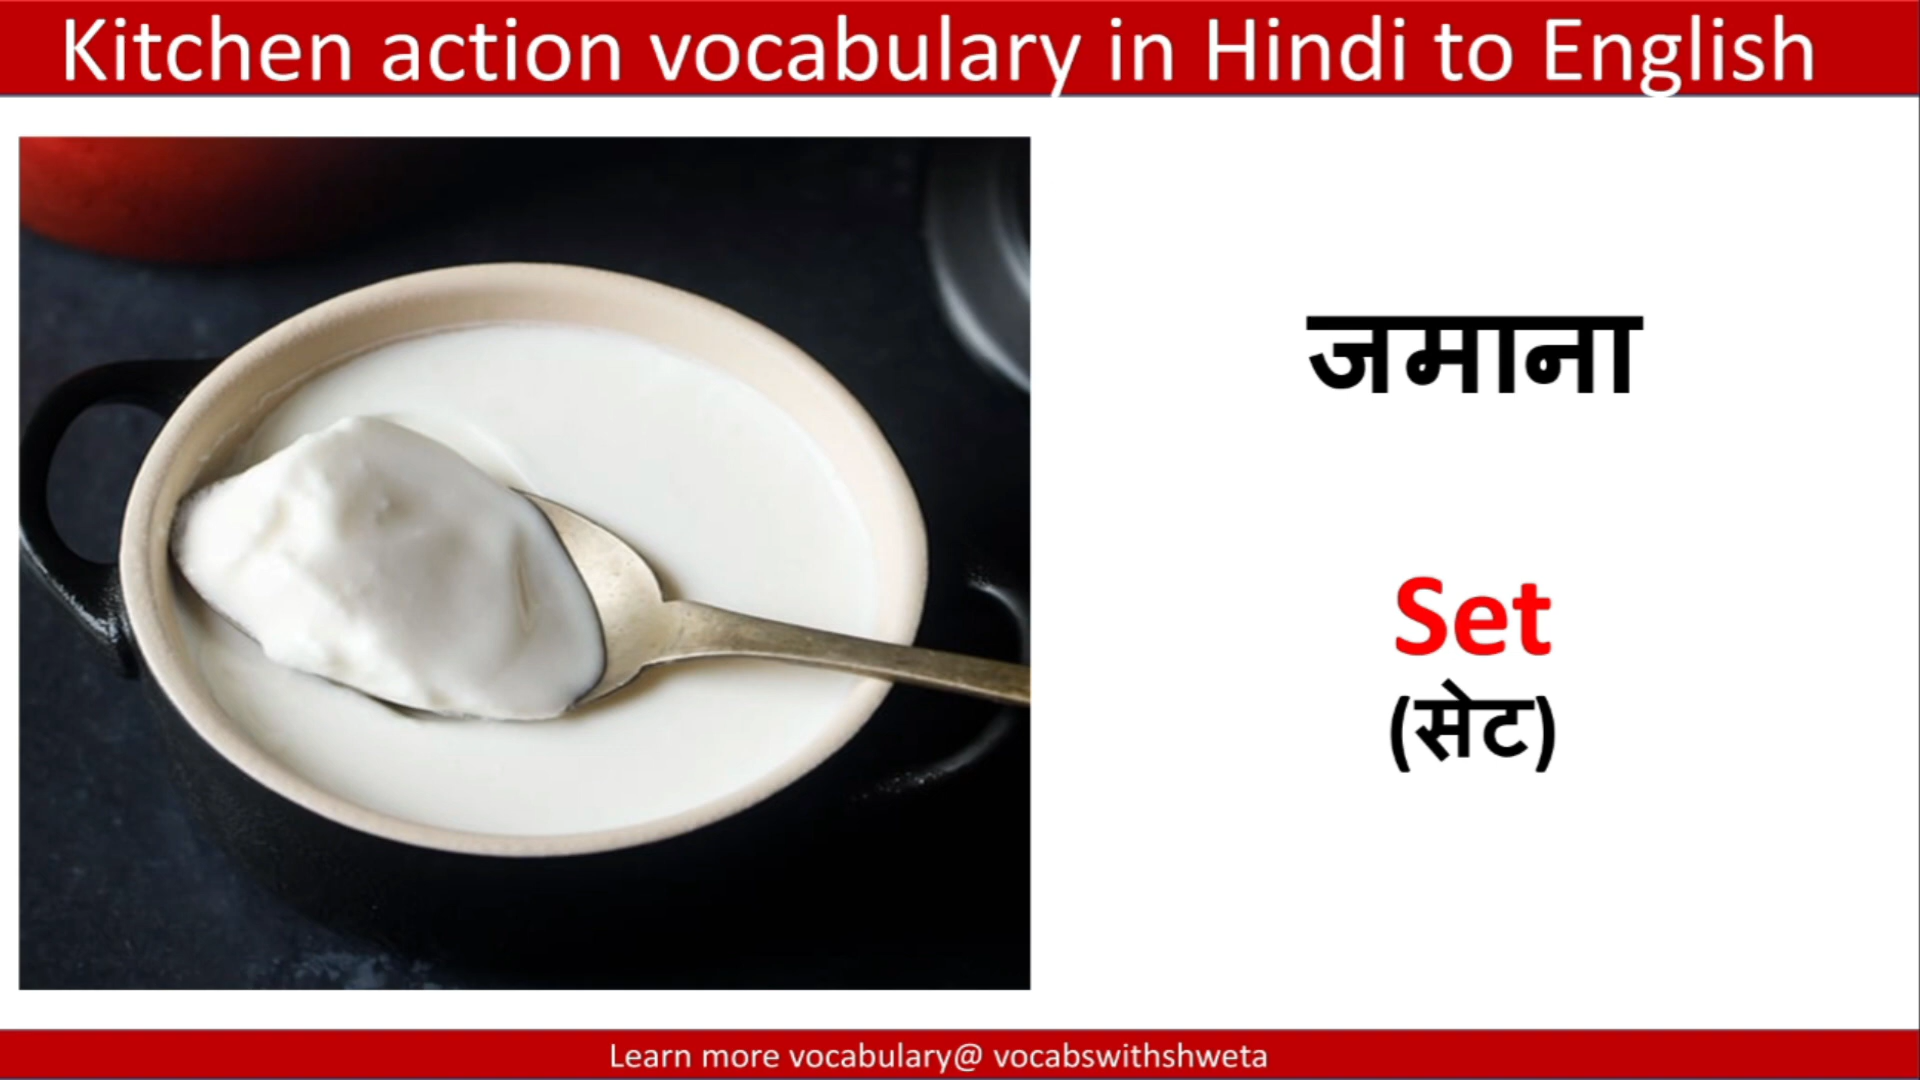 Kitchen action vocabulary in Hindi to English
जमाना
Set
(सेट)
Learn more vocabulary@ vocabswithshweta